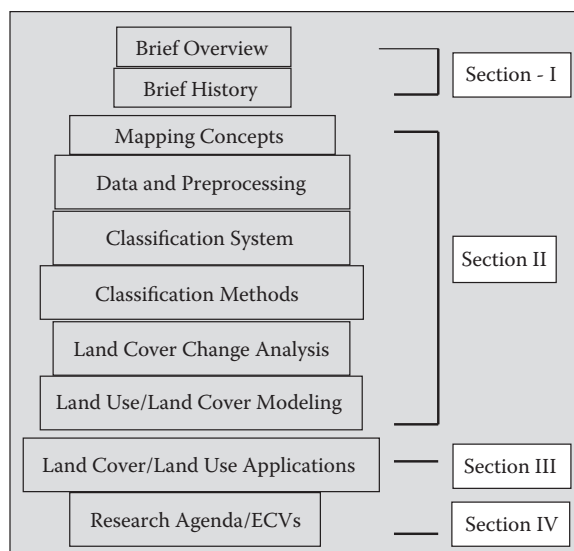 Brief Overview
Brief History
Section - I
Mapping Concepts
Data and Preprocessing
Classification System
Classification Methods
Land Cover Change Analysis
Land Use/Land Cover Modeling
Section II
Land Cover/Land Use Applications
Section III
Research Agenda/ECVs
Section IV